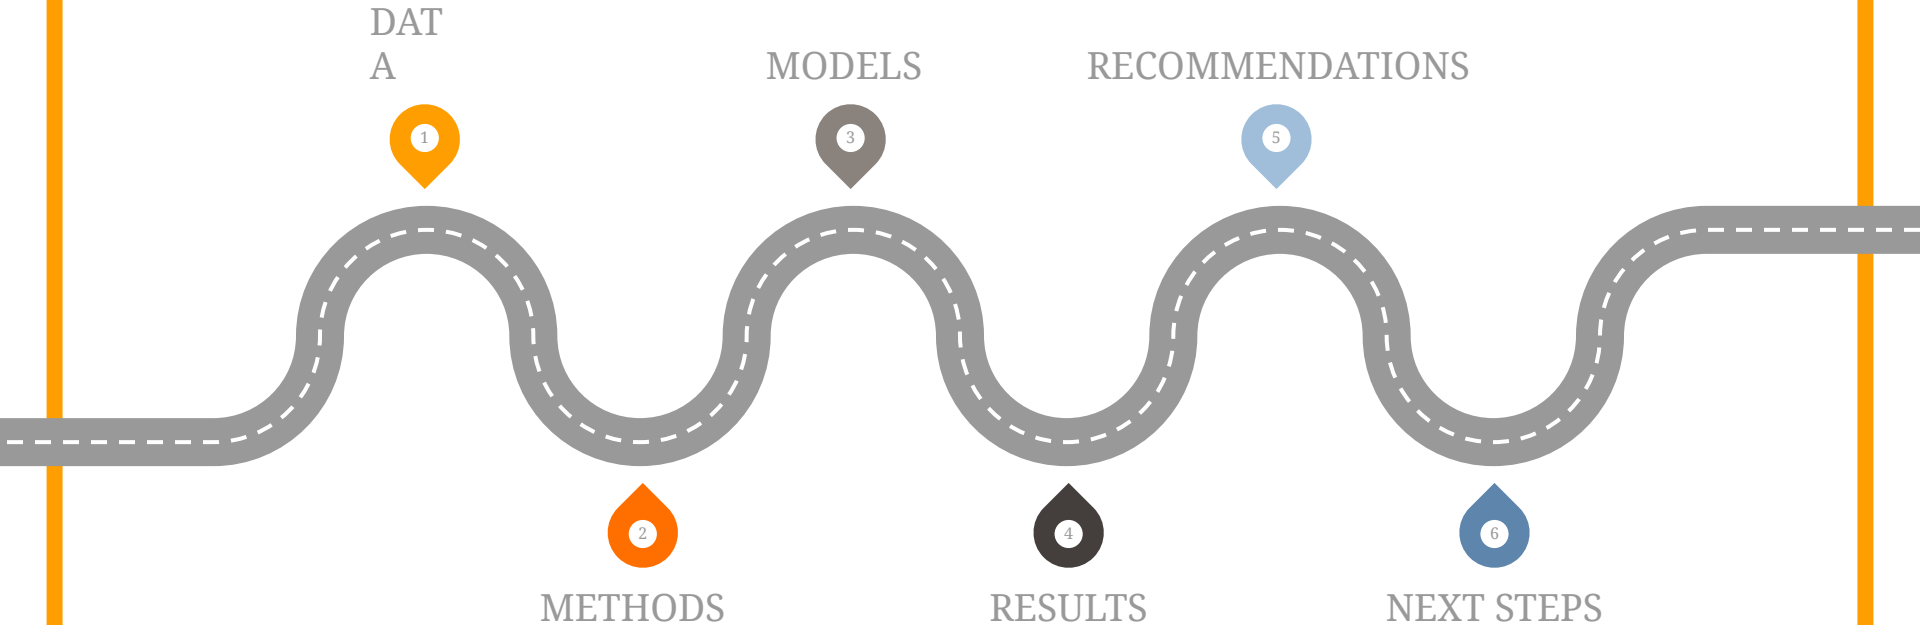 DAT
A
1
METHODS
2
MODELS
3
RESULTS
4
RECOMMENDATIONS
5
NEXT STEPS
6